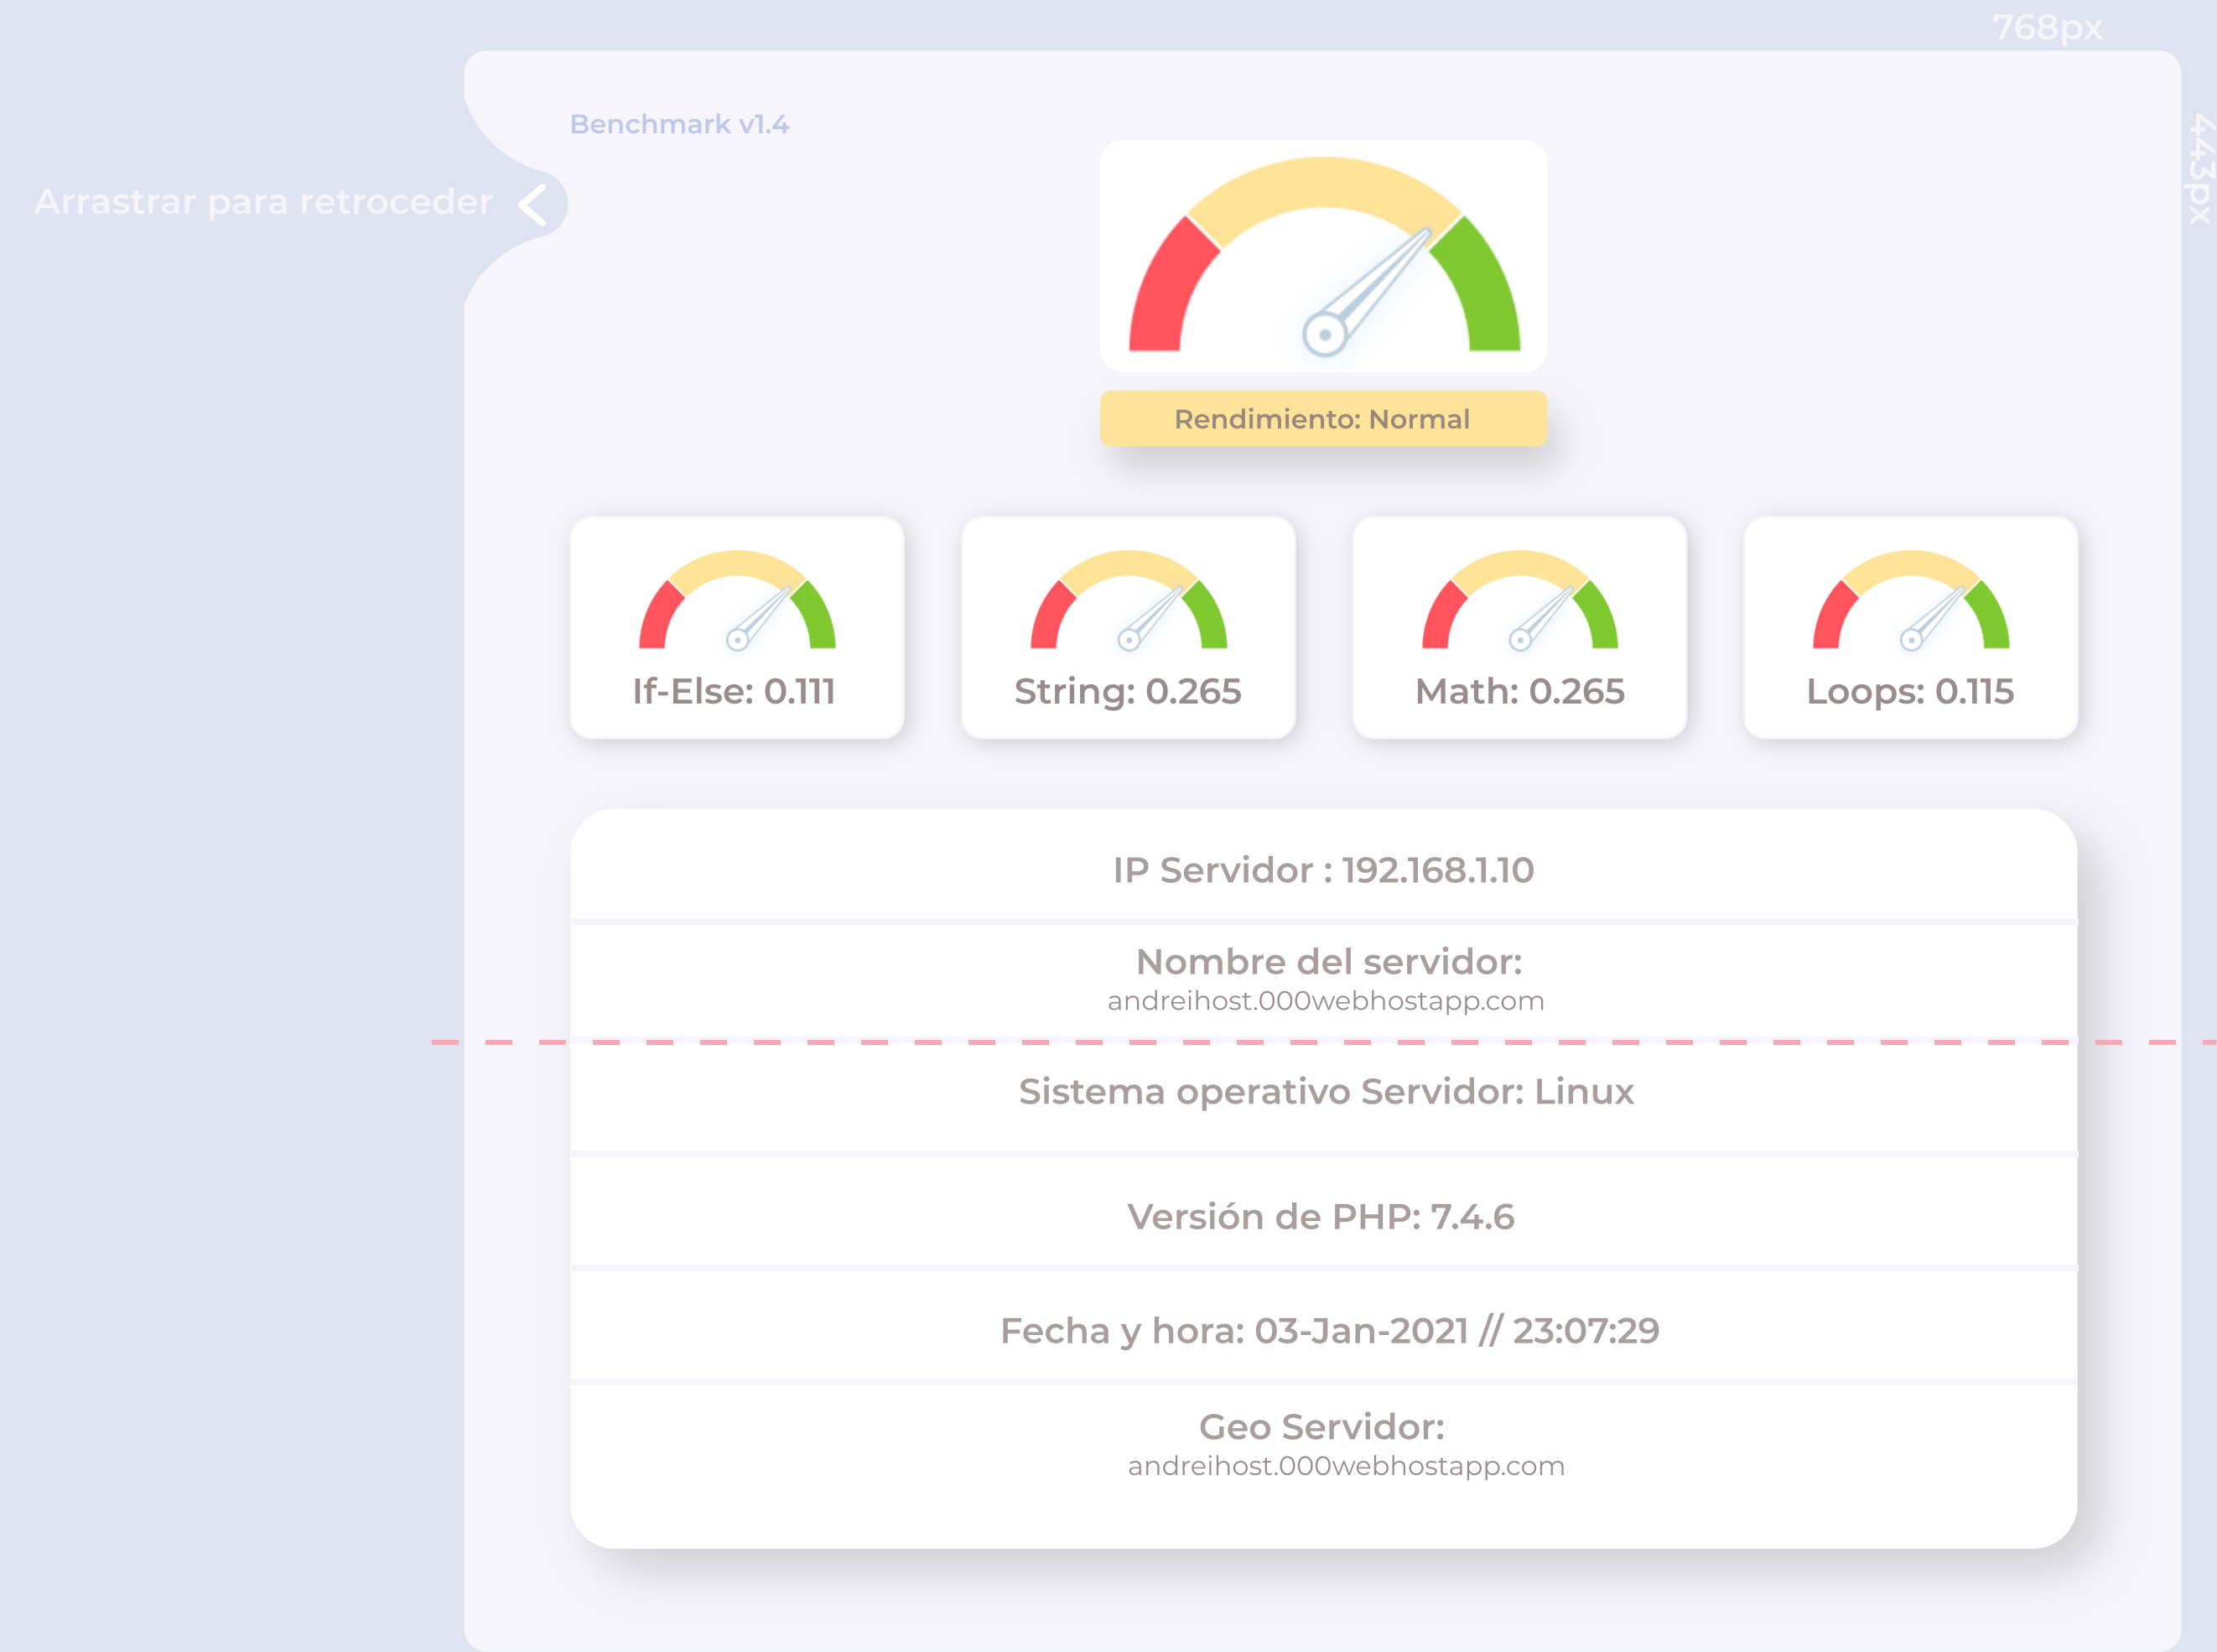 768px
443px
Benchmark v1.4
Arrastrar para retroceder
Rendimiento: Normal
If-Else: 0.111
String: 0.265
Math: 0.265
Loops: 0.115
IP Servidor : 192.168.1.10
Nombre del servidor:
andreihost.000webhostapp.com
Sistema operativo Servidor: Linux
Versión de PHP: 7.4.6
Fecha y hora: 03-Jan-2021 // 23:07:29
Geo Servidor:
andreihost.000webhostapp.com